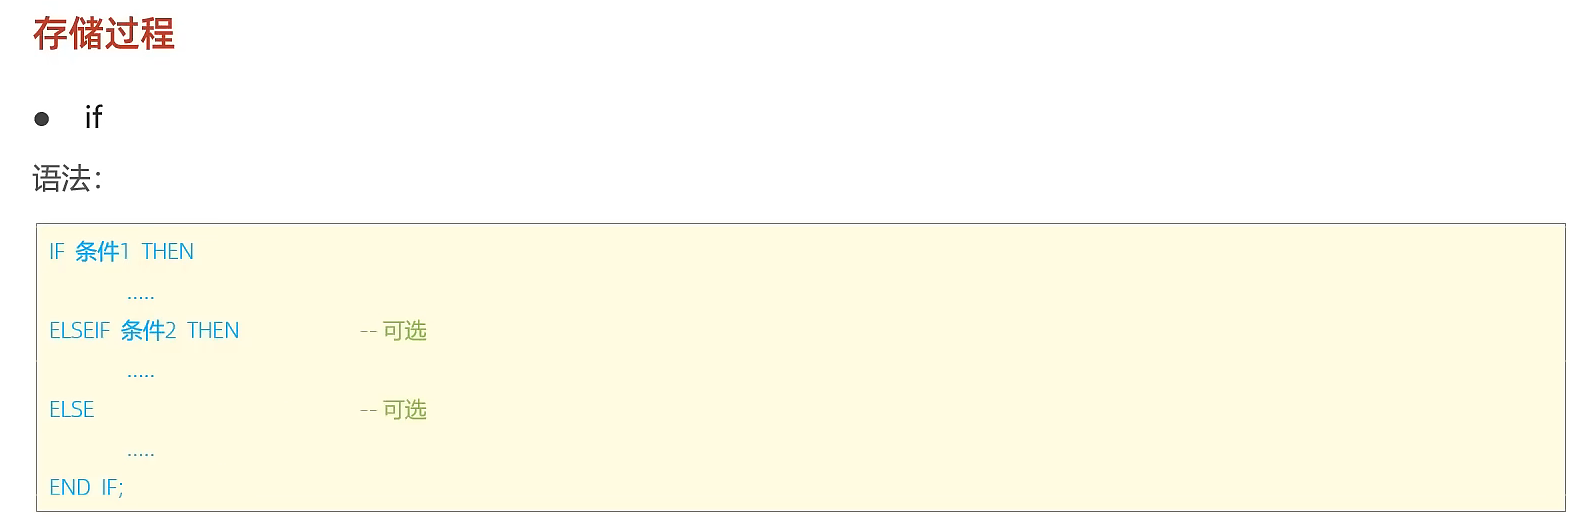 存储过程
● if
语法：
IF 条件1 THEN
.....
ELSEIF 条件2 THEN -- 可选
.....
ELSE -- 可选
.....
END IF;